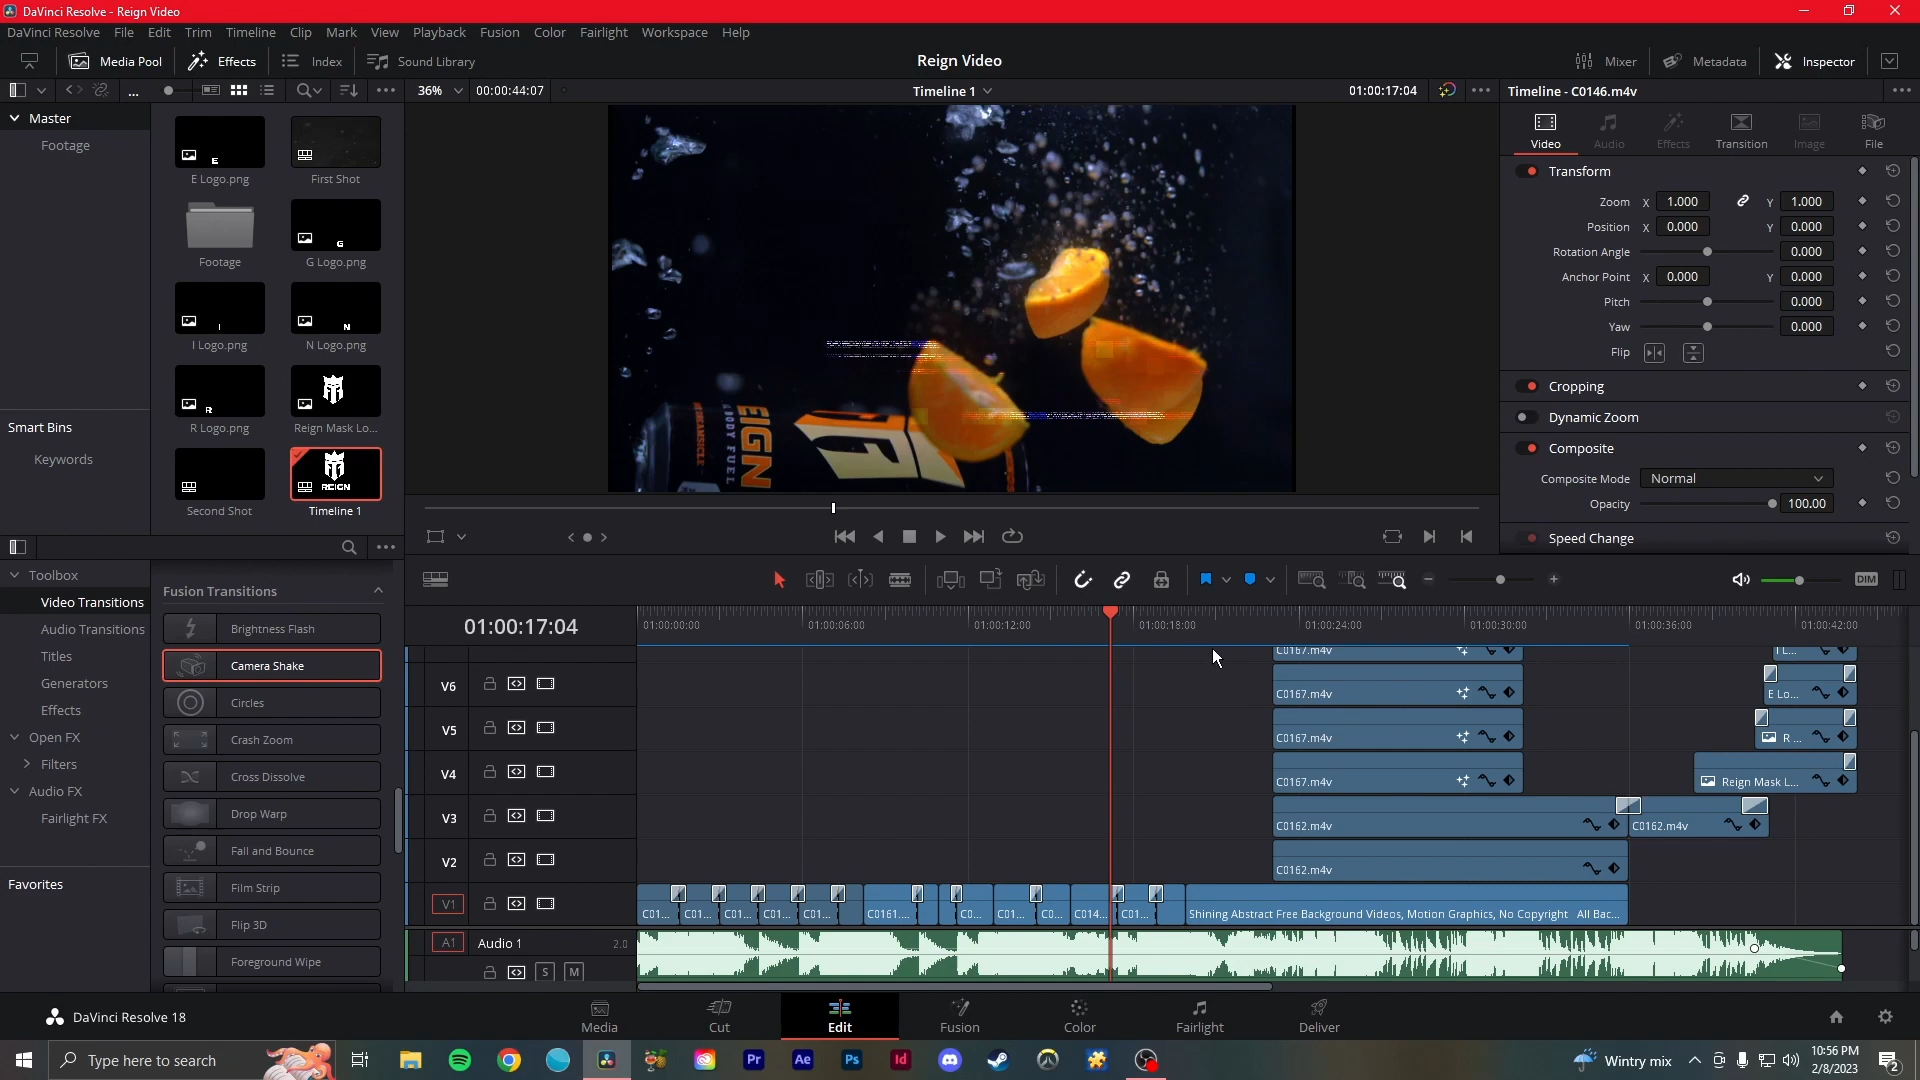 DaVinci Resolve - Reign Video
DaVinci Resolve File Edit Trim Timeline Clip Mark View Playback Fusion Color Fairlight Workspace Help
Media Pool Effects Index Sound Library Reign Video Mixer Metadata Inspector
36% 00:00:44:07 Timeline 1 01:00:17:04 Timeline - C0146.m4v
Master
Footage
E Logo.png First Shot
Footage G Logo.png
I Logo.png N Logo.png
R Logo.png Reign Mask Lo...
Second Shot Timeline 1
REIGN
Smart Bins
Keywords
EIGN
BODY FUEL
Video Audio Effects Transition Image File
Transform
Zoom X 1.000 Y 1.000
Position X 0.000 Y 0.000
Rotation Angle 0.000
Anchor Point X 0.000 Y 0.000
Pitch 0.000
Yaw 0.000
Flip
Cropping
Dynamic Zoom
Composite
Composite Mode Normal
Opacity 100.00
Speed Change
Toolbox
Video Transitions
Audio Transitions
Titles
Generators
Effects
Open FX
Filters
Audio FX
Fairlight FX
Favorites
Fusion Transitions
Brightness Flash
Camera Shake
Circles
Crash Zoom
Cross Dissolve
Drop Warp
Fall and Bounce
Film Strip
Flip 3D
Foreground Wipe
DIM
01:00:17:04
01:00:00:00 01:00:06:00 01:00:12:00 01:00:18:00 01:00:24:00 01:00:30:00 01:00:36:00 01:00:42:00
C0167.m4v I L...
V6 C0167.m4v E Lo...
V5 C0167.m4v R ...
V4 C0167.m4v Reign Mask L...
V3 C0162.m4v C0162.m4v
V2 C0162.m4v
V1 C01... C01... C01... C01... C01... C0161.... C0... C01... C0... C014... C01... Shining Abstract Free Background Videos, Motion Graphics, No Copyright All Bac...
A1 Audio 1 2.0
S M
DaVinci Resolve 18 Media Cut Edit Fusion Color Fairlight Deliver
Type here to search Pr Ae Ps Id Wintry mix 10:56 PM
2/8/2023 2